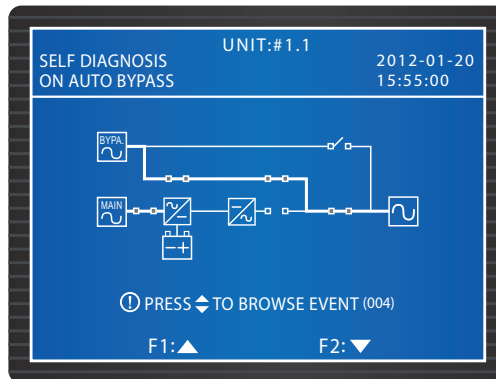 UNIT:#1.1
SELF DIAGNOSIS
2012-01-20
ON AUTO BYPASS
15:55:00
BYPA.
MAIN
PRESS TO BROWSE EVENT (004)
F1:
F2: